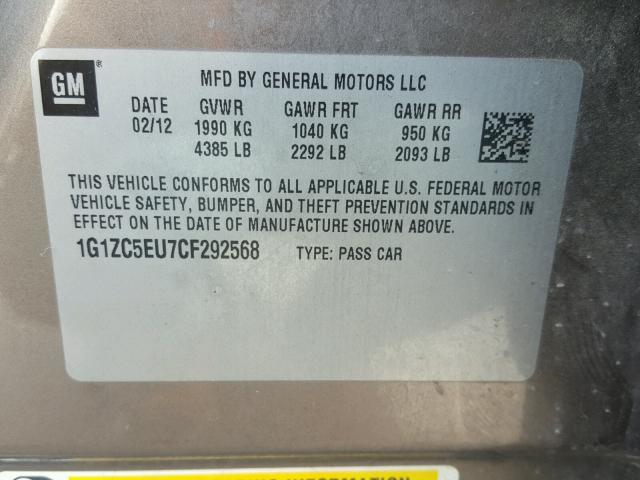 GM®
MFD BY GENERAL MOTORS LLC
DATE GVWR GAWR FRT GAWR RR
02/12 1990 KG 1040 KG 950 KG
4385 LB 2292 LB 2093 LB
THIS VEHICLE CONFORMS TO ALL APPLICABLE U.S. FEDERAL MOTOR
VEHICLE SAFETY, BUMPER, AND THEFT PREVENTION STANDARDS IN
EFFECT ON THE DATE OF MANUFACTURE SHOWN ABOVE.
1G1ZC5EU7CF292568 TYPE: PASS CAR
INFORMATION